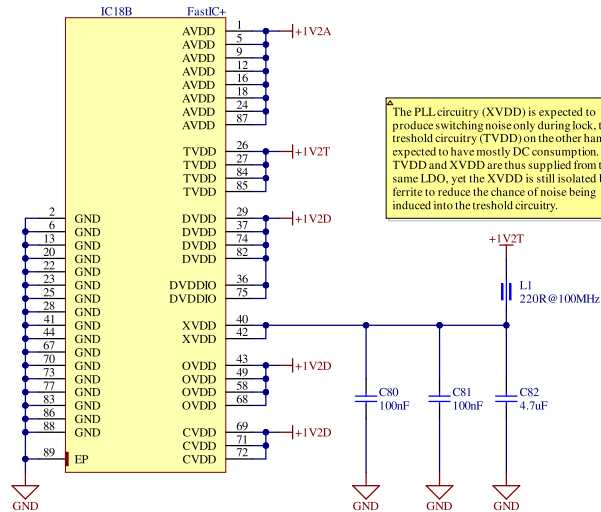 IC18B FastIC+
AVDD 1 +1V2A
AVDD 5
AVDD 9
AVDD 12
AVDD 16
AVDD 18
AVDD 24
AVDD 87
TVDD 26 +1V2T
TVDD 27
TVDD 84
TVDD 85
2 GND DVDD 29 +1V2D
6 GND DVDD 37
13 GND DVDD 74
20 GND DVDD 82
22 GND
23 GND DVDDIO 36
25 GND DVDDIO 75
28 GND
41 GND XVDD 40
44 GND XVDD 42
67 GND
70 GND OVDD 43 +1V2D
73 GND OVDD 49
77 GND OVDD 58
83 GND OVDD 68
86 GND
88 GND CVDD 69 +1V2D
CVDD 71
89 EP CVDD 72
GND
The PLL circuitry (XVDD) is expected to
produce switching noise only during lock, t
treshold circuitry (TVDD) on the other han
expected to have mostly DC consumption.
TVDD and XVDD are thus supplied from t
same LDO, yet the XVDD is still isolated
ferrite to reduce the chance of noise being
induced into the treshold circuitry.
+1V2T
L1
220R@100MHz
C80
100nF
C81
100nF
C82
4.7uF
GND
GND
GND